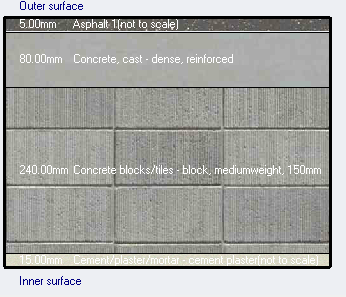 Outer surface
5.00mm Asphalt 1(not to scale)
80.00mm Concrete, cast - dense, reinforced
240.00mm Concrete blocks/tiles - block, mediumweight, 150mm
15.00mm Cement/plaster/mortar - cement plaster(not to scale)
Inner surface